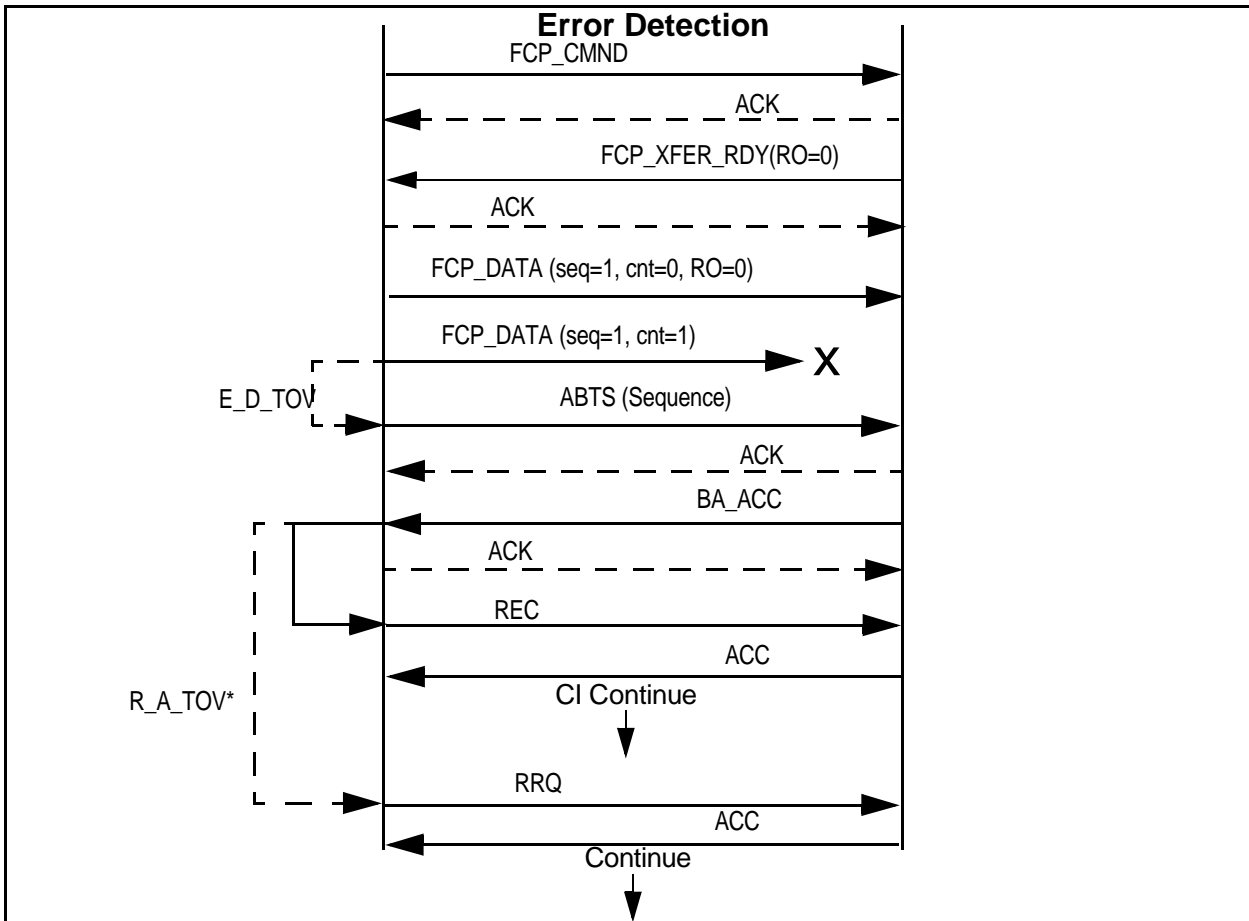 Error Detection
FCP_CMND
ACK
FCP_XFER_RDY(RO=0)
ACK
FCP_DATA (seq=1, cnt=0, RO=0)
FCP_DATA (seq=1, cnt=1)
X
E_D_TOV
ABTS (Sequence)
ACK
BA_ACC
ACK
REC
ACC
R_A_TOV*
CI Continue
RRQ
ACC
Continue